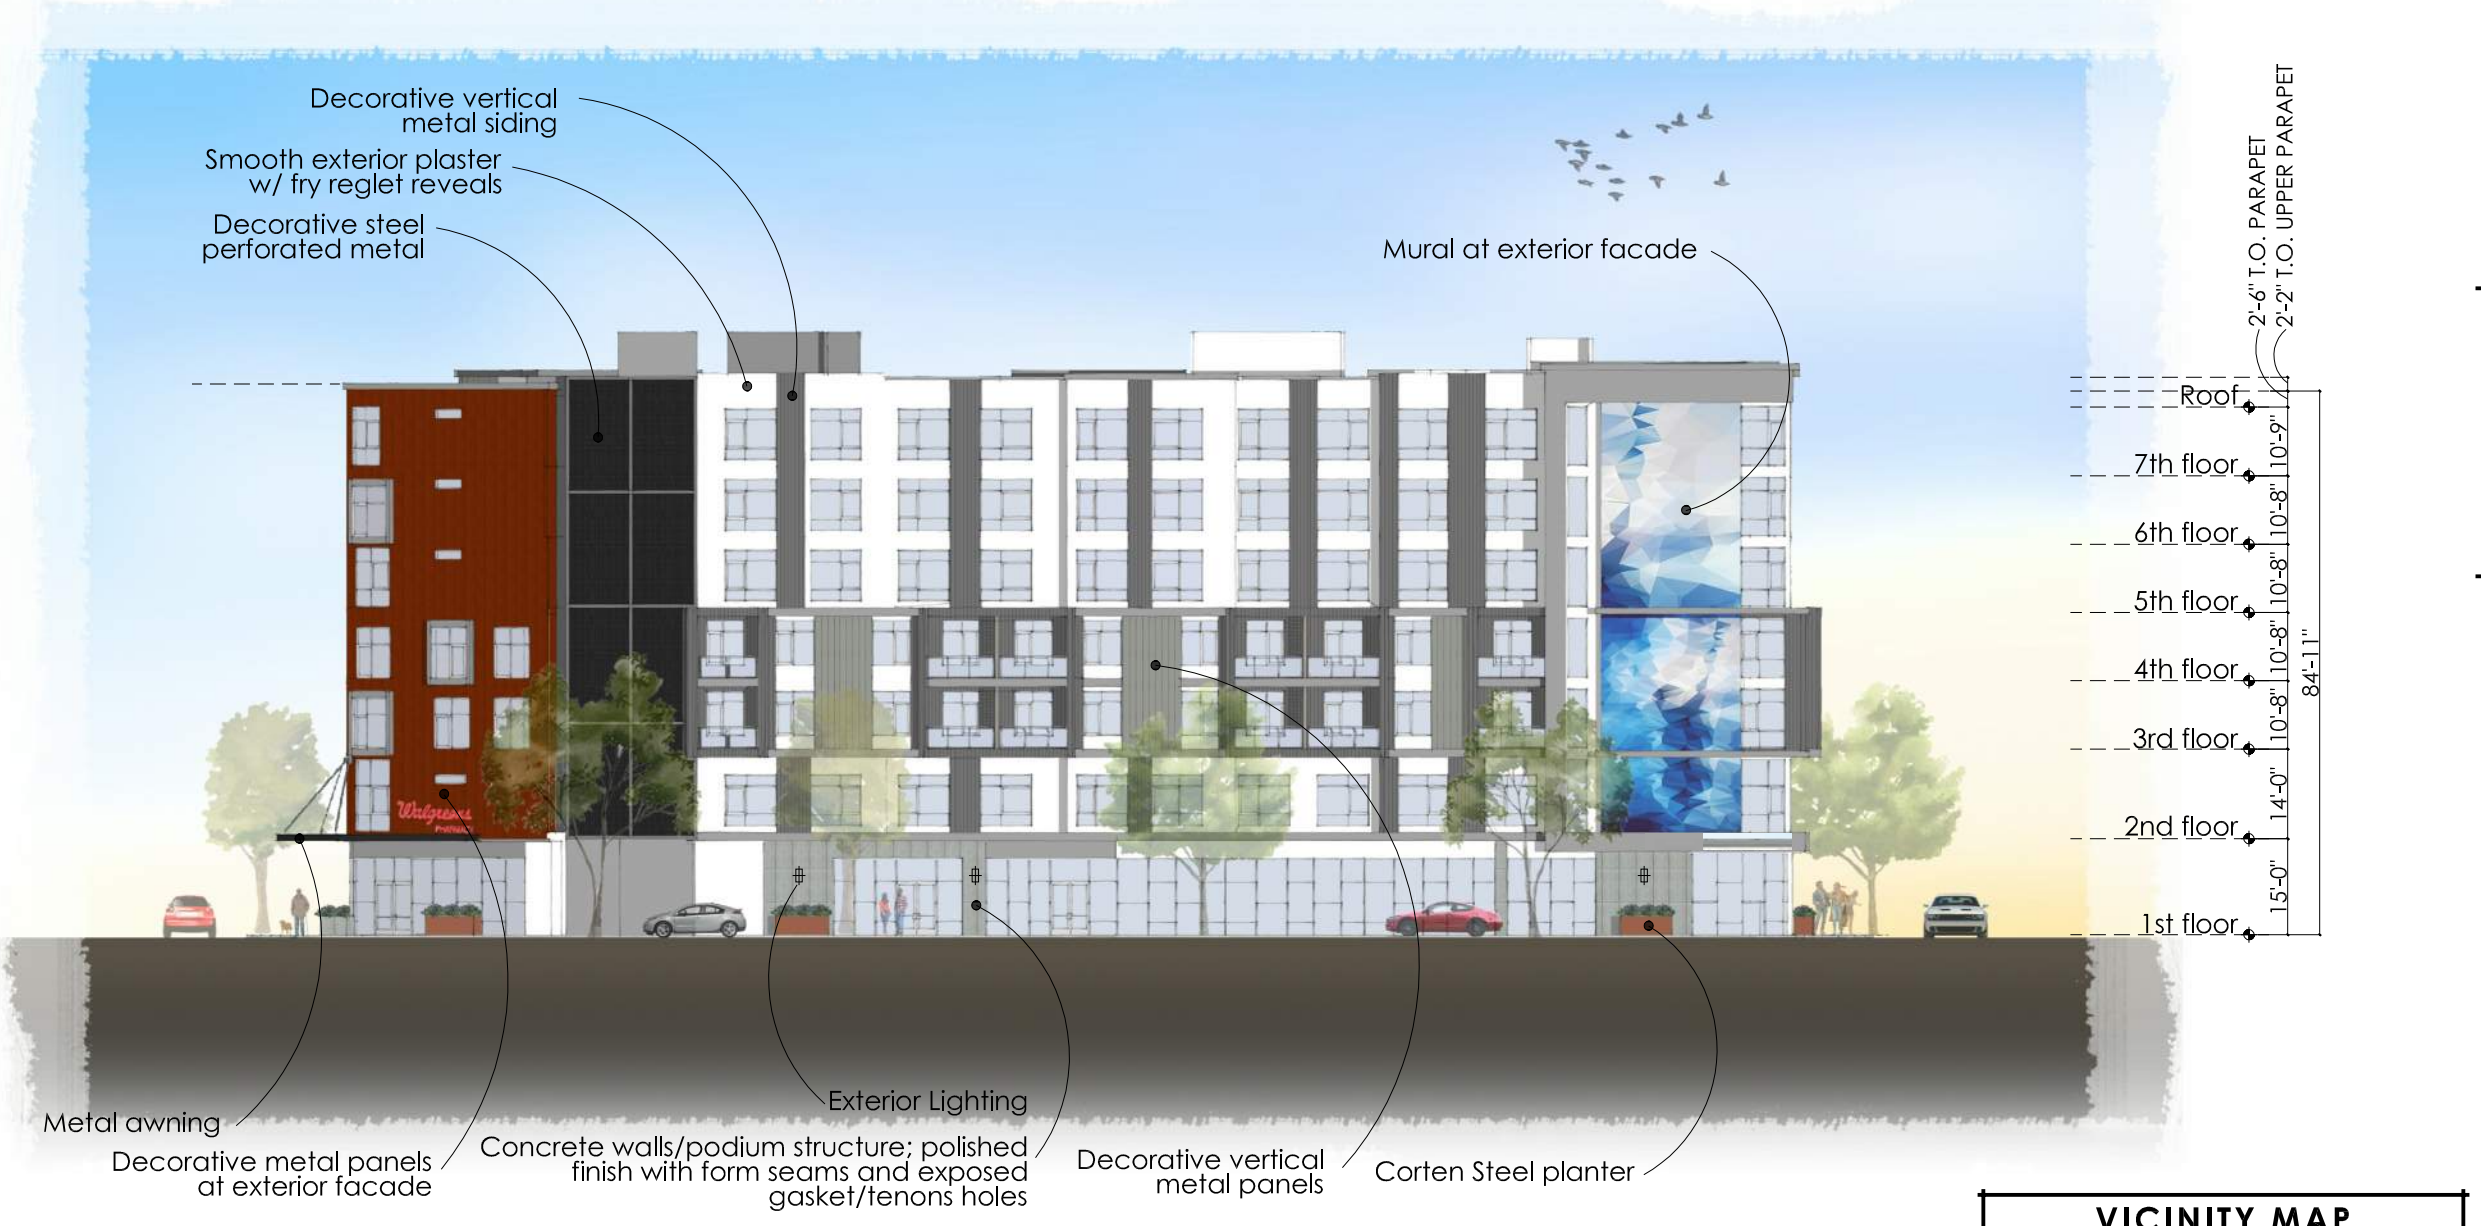 Decorative vertical
metal siding
Smooth exterior plaster
w/ fry reglet reveals
Decorative steel
perforated metal
Mural at exterior facade
2'-6" T.O. PARAPET
2'-2" T.O. UPPER PARAPET
Roof
10'-9"
7th floor
10'-8"
6th floor
10'-8"
5th floor
10'-8"
4th floor
10'-8"
3rd floor
14'-0"
2nd floor
15'-0"
1st floor
84'-11"
Walgreens
Metal awning
Decorative metal panels
at exterior facade
Exterior Lighting
Concrete walls/podium structure; polished
finish with form seams and exposed
gasket/tenons holes
Decorative vertical
metal panels
Corten Steel planter
VICINITY MAP